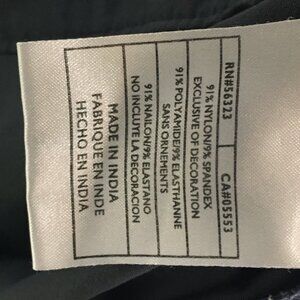 RN#56323 CA#05553
91% NYLON/9% SPANDEX
EXCLUSIVE OF DECORATION
91% POLYAMIDE/9% ELASTHANNE
SANS ORNEMENTS
91% NAILON/9% ELASTANO
NO INCLUYE LA DECORACION
MADE IN INDIA
FABRIQUE EN INDE
HECHO EN INDIA